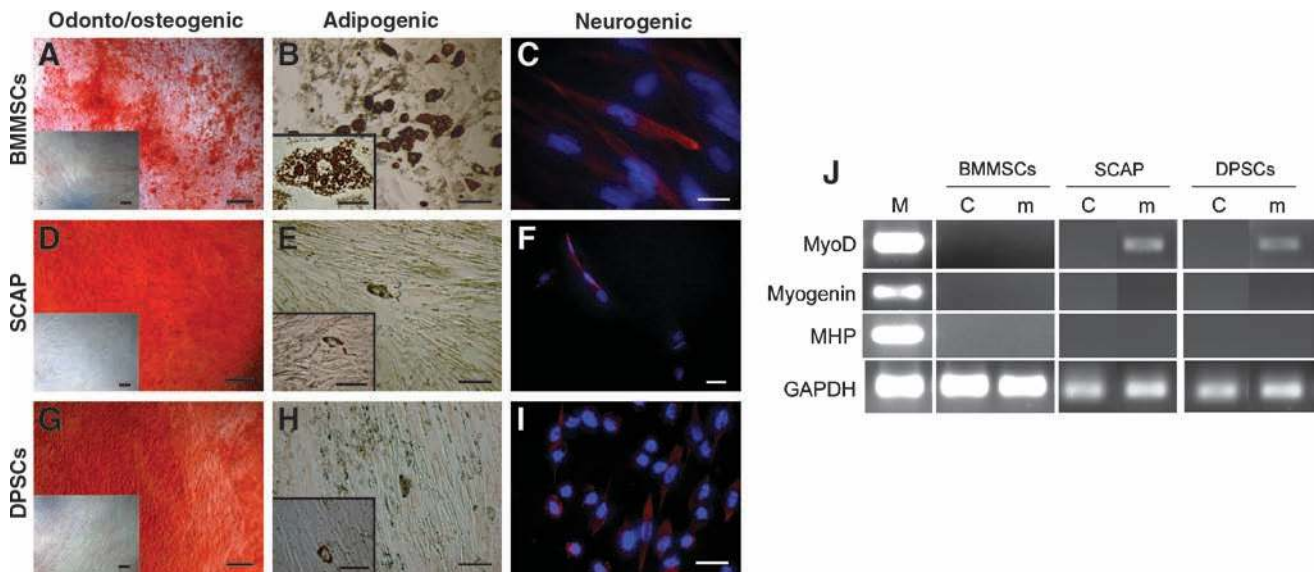 Odonto/osteogenic Adipogenic Neurogenic
BMMSCs
A B C
SCAP
D E F
DPSCs
G H I
J
BMMSCs SCAP DPSCs
M C m C m C m
MyoD
Myogenin
MHP
GAPDH